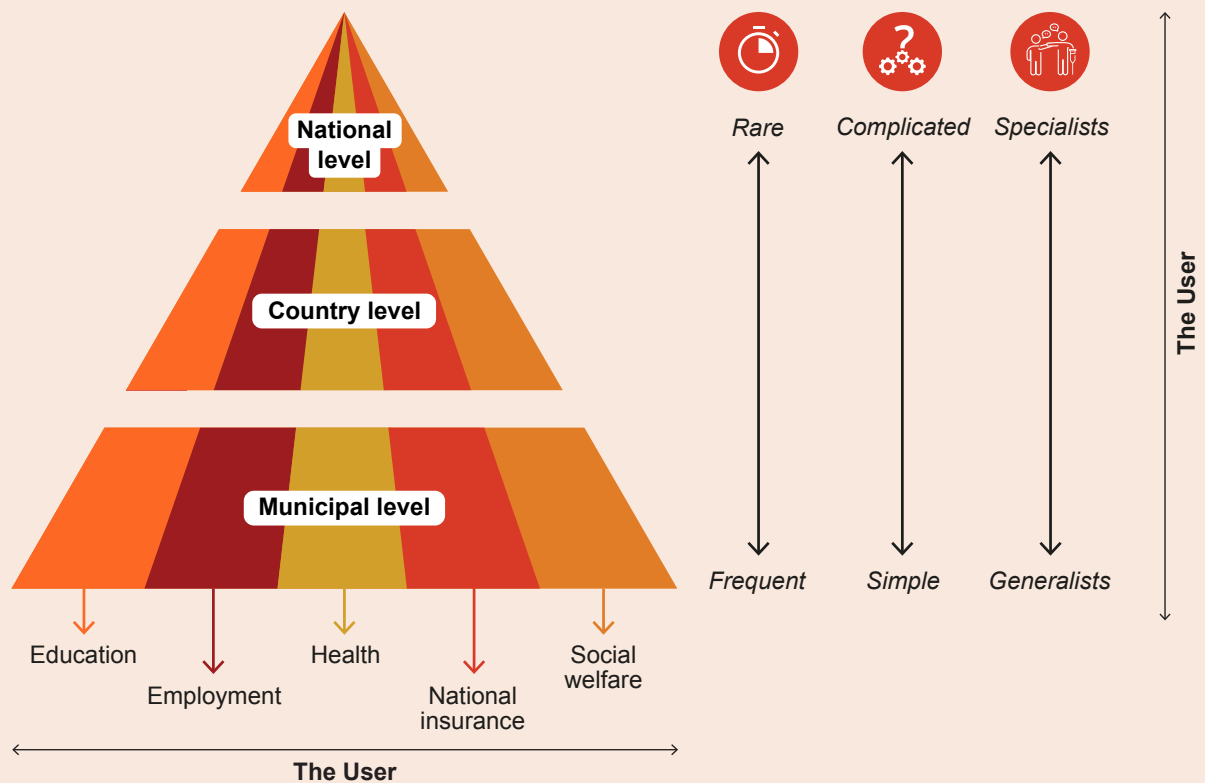 National
level
Rare
Complicated
Specialists
Country level
The User
Municipal level
Frequent
Simple
Generalists
Education
Employment
Health
National
insurance
Social
welfare
The User